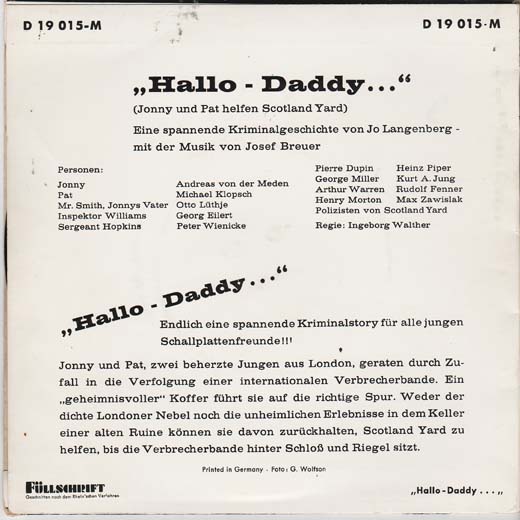 D 19 015-M D 19 015-M
„Hallo - Daddy..."
(Jonny und Pat helfen Scotland Yard)
Eine spannende Kriminalgeschichte von Jo Langenberg -
mit der Musik von Josef Breuer
Personen:
Jonny Andreas von der Meden
Pat Michael Klopsch
Mr. Smith, Jonnys Vater Otto Lüthje
Inspektor Williams Georg Eilert
Sergeant Hopkins Peter Wienicke
Pierre Dupin Heinz Piper
George Miller Kurt A. Jung
Arthur Warren Rudolf Fenner
Henry Morton Max Zawislak
Polizisten von Scotland Yard
Regie: Ingeborg Walther
„Hallo - Daddy..."
Endlich eine spannende Kriminalstory für alle jungen
Schallplattenfreunde!!!
Jonny und Pat, zwei beherzte Jungen aus London, geraten durch Zu-
fall in die Verfolgung einer internationalen Verbrecherbande. Ein
„geheimnisvoller" Koffer führt sie auf die richtige Spur. Weder der
dichte Londoner Nebel noch die unheimlichen Erlebnisse in dem Keller
einer alten Ruine können sie davon zurückhalten, Scotland Yard zu
helfen, bis die Verbrecherbande hinter Schloß und Riegel sitzt.
Printed in Germany - Foto: G. Wolfson
FÜLLSCHRIFT
Geschnitten nach dem Rhein'schen Verfahren
„Hallo-Daddy...„